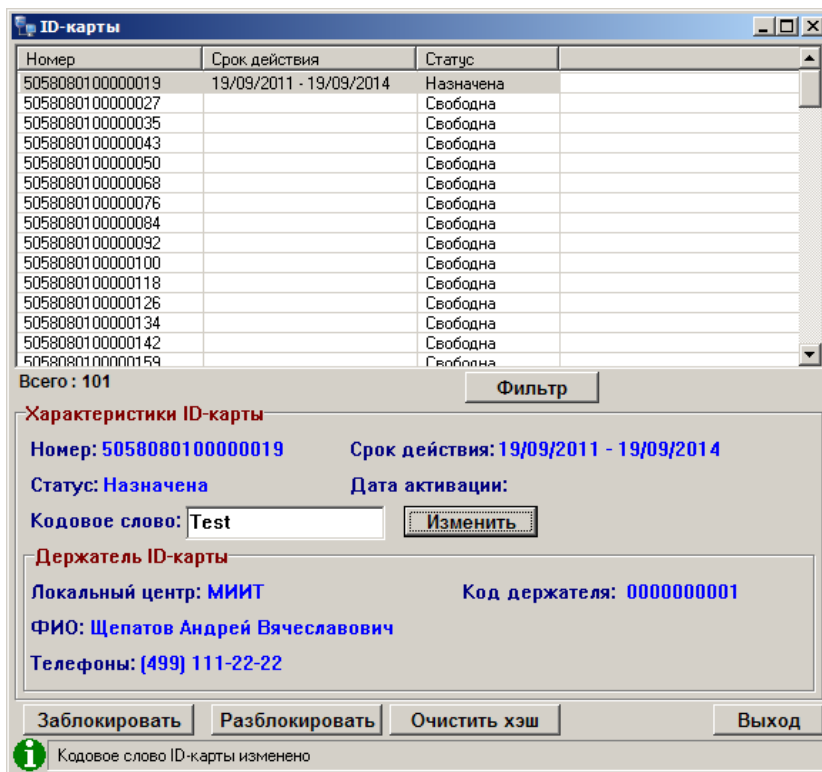 ID-карты
Номер Срок действия Статус
5058080100000019 19/09/2011 - 19/09/2014 Назначена
5058080100000027 Свободна
5058080100000035 Свободна
5058080100000043 Свободна
5058080100000050 Свободна
5058080100000068 Свободна
5058080100000076 Свободна
5058080100000084 Свободна
5058080100000092 Свободна
5058080100000100 Свободна
5058080100000118 Свободна
5058080100000126 Свободна
5058080100000134 Свободна
5058080100000142 Свободна
5058080100000159 Свободна
Всего : 101
Фильтр
Характеристики ID-карты
Номер: 5058080100000019 Срок действия: 19/09/2011 - 19/09/2014
Статус: Назначена Дата активации:
Кодовое слово: Test Изменить
Держатель ID-карты
Локальный центр: МИИТ Код держателя: 0000000001
ФИО: Щепатов Андрей Вячеславович
Телефоны: (499) 111-22-22
Заблокировать Разблокировать Очистить хэш Выход
Кодовое слово ID-карты изменено